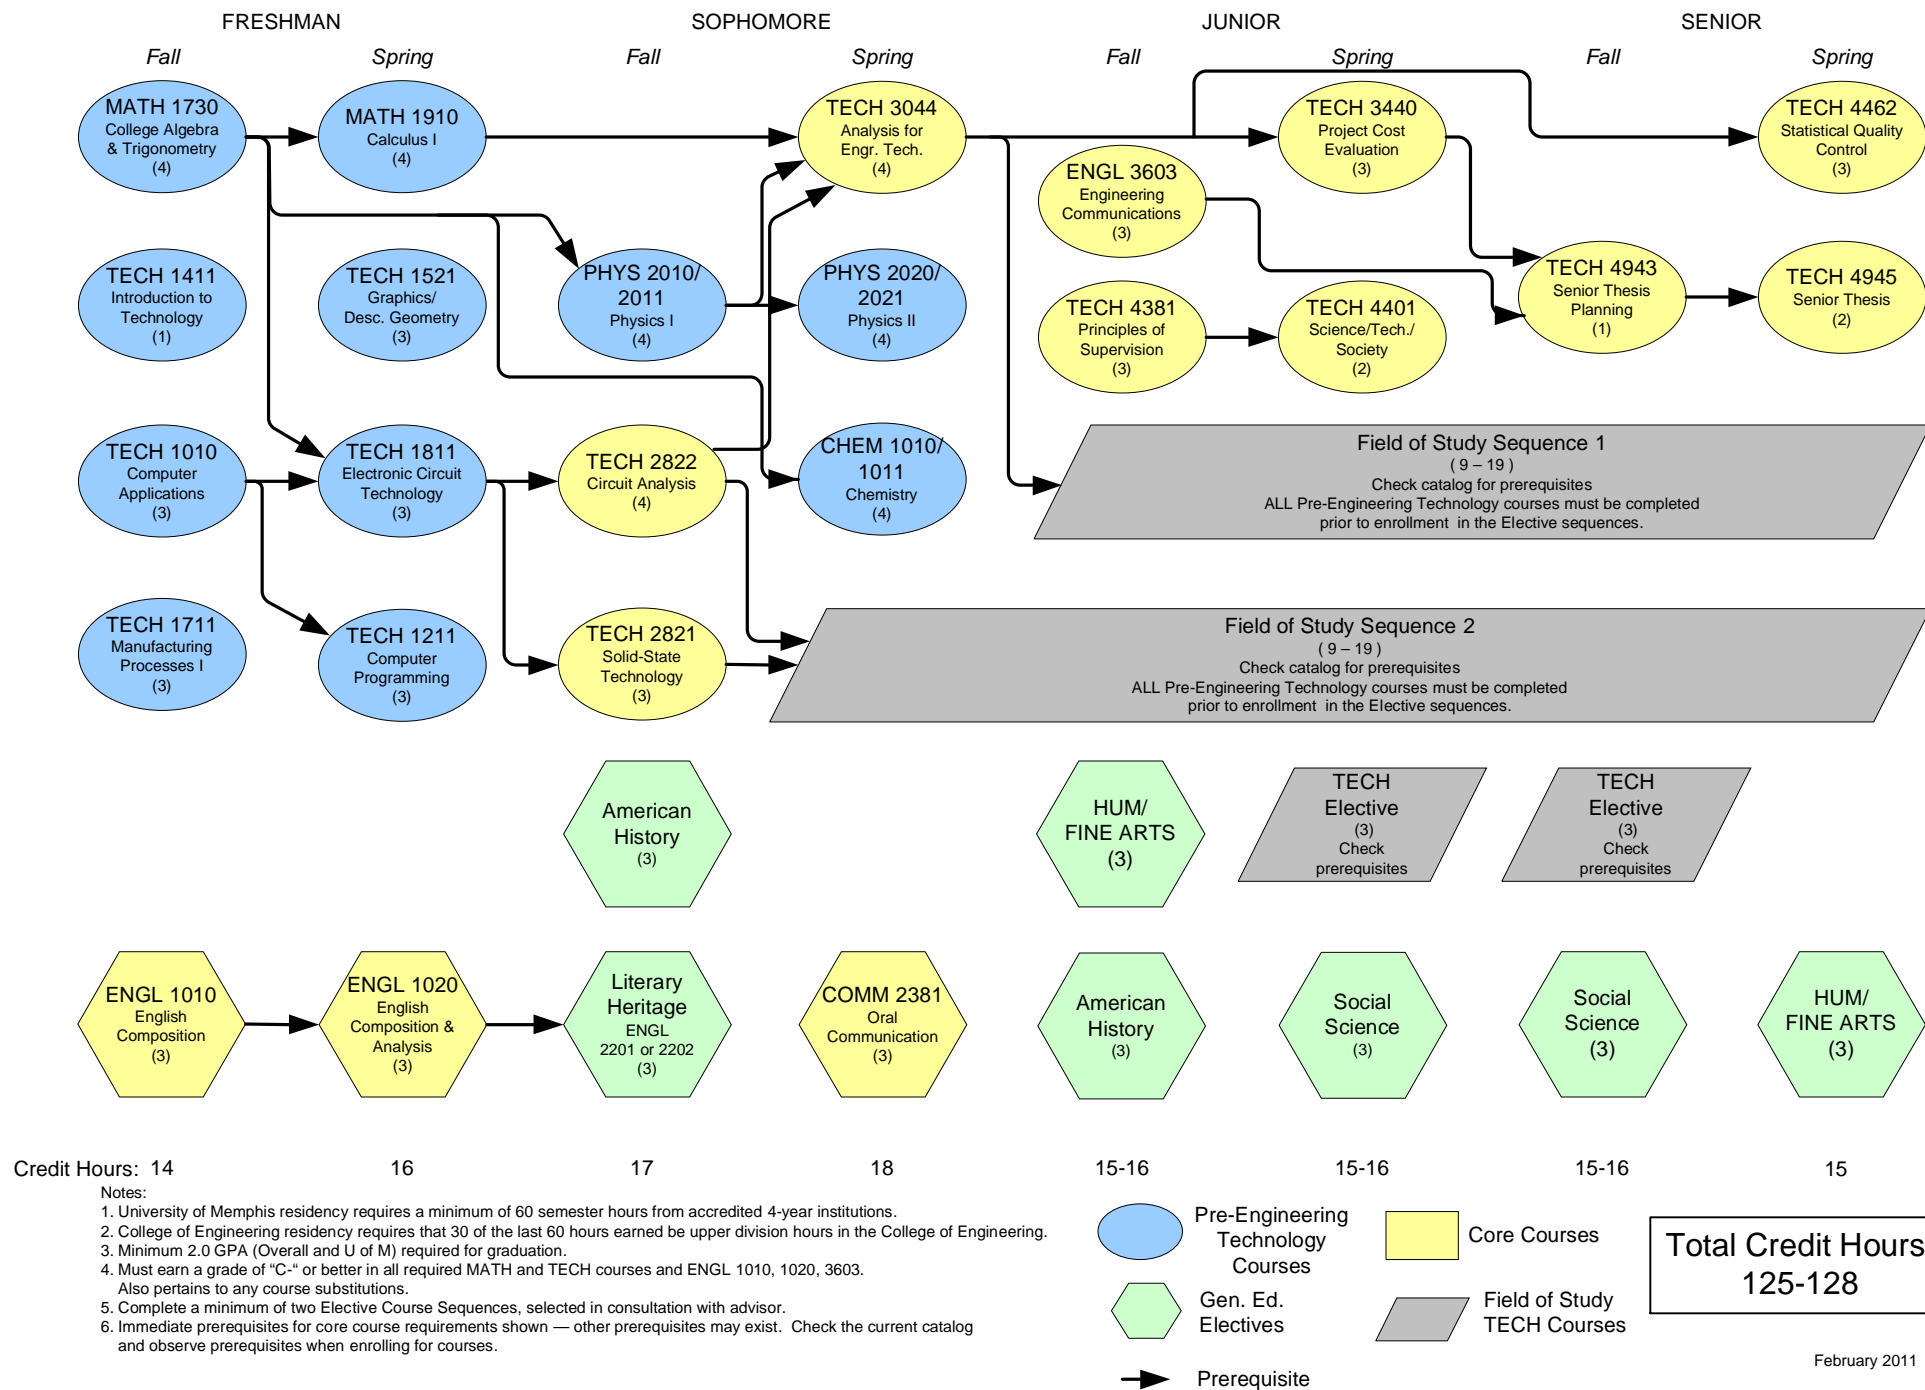 FRESHMAN
SOPHOMORE
JUNIOR
SENIOR
Fall
Spring
Fall
Spring
Fall
Spring
Fall
Spring
MATH 1730
College Algebra
& Trigonometry
(4)
MATH 1910
Calculus I
(4)
TECH 3044
Analysis for
Engr. Tech.
(4)
ENGL 3603
Engineering
Communications
(3)
TECH 3440
Project Cost
Evaluation
(3)
TECH 4462
Statistical Quality
Control
(3)
TECH 1411
Introduction to
Technology
(1)
TECH 1521
Graphics/
Desc. Geometry
(3)
PHYS 2010/
2011
Physics I
(4)
PHYS 2020/
2021
Physics II
(4)
TECH 4381
Principles of
Supervision
(3)
TECH 4401
Science/Tech./
Society
(2)
TECH 4943
Senior Thesis
Planning
(1)
TECH 4945
Senior Thesis
(2)
TECH 1010
Computer
Applications
(3)
TECH 1811
Electronic Circuit
Technology
(3)
TECH 2822
Circuit Analysis
(4)
CHEM 1010/
1011
Chemistry
(4)
Field of Study Sequence 1
( 9 – 19 )
Check catalog for prerequisites
ALL Pre-Engineering Technology courses must be completed
prior to enrollment in the Elective sequences.
TECH 1711
Manufacturing
Processes I
(3)
TECH 1211
Computer
Programming
(3)
TECH 2821
Solid-State
Technology
(3)
Field of Study Sequence 2
( 9 – 19 )
Check catalog for prerequisites
ALL Pre-Engineering Technology courses must be completed
prior to enrollment in the Elective sequences.
American
History
(3)
HUM/
FINE ARTS
(3)
TECH
Elective
(3)
Check
prerequisites
TECH
Elective
(3)
Check
prerequisites
ENGL 1010
English
Composition
(3)
ENGL 1020
English
Composition &
Analysis
(3)
Literary
Heritage
ENGL
2201 or 2202
(3)
COMM 2381
Oral
Communication
(3)
American
History
(3)
Social
Science
(3)
Social
Science
(3)
HUM/
FINE ARTS
(3)
Credit Hours: 14 16 17 18 15-16 15-16 15-16 15
Notes:
1. University of Memphis residency requires a minimum of 60 semester hours from accredited 4-year institutions.
2. College of Engineering residency requires that 30 of the last 60 hours earned be upper division hours in the College of Engineering.
3. Minimum 2.0 GPA (Overall and U of M) required for graduation.
4. Must earn a grade of “C-“ or better in all required MATH and TECH courses and ENGL 1010, 1020, 3603.
Also pertains to any course substitutions.
5. Complete a minimum of two Elective Course Sequences, selected in consultation with advisor.
6. Immediate prerequisites for core course requirements shown — other prerequisites may exist. Check the current catalog
and observe prerequisites when enrolling for courses.
Pre-Engineering
Technology
Courses
Core Courses
Gen. Ed.
Electives
Field of Study
TECH Courses
Prerequisite
Total Credit Hours
125-128
February 2011